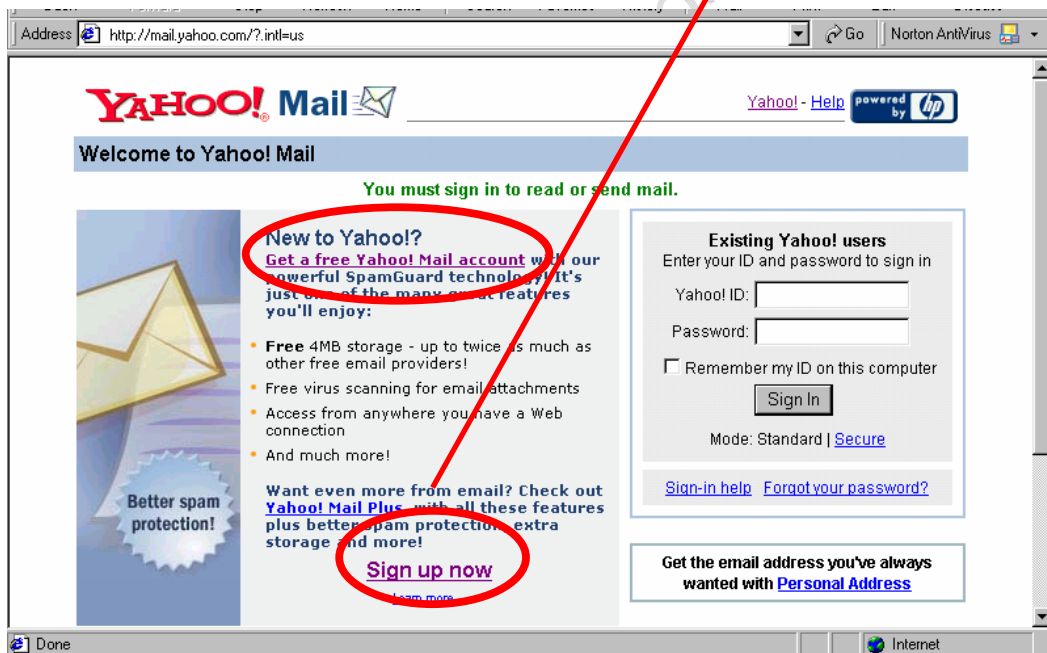 Address http://mail.yahoo.com/?.intl=us Go Norton AntiVirus
YAHOO! Mail
Yahoo! - Help powered by hp
Welcome to Yahoo! Mail
You must sign in to read or send mail.
New to Yahoo!?
Get a free Yahoo! Mail account with our
powerful SpamGuard technology! It's
just one of the many great features
you'll enjoy:
Free 4MB storage - up to twice as much as
other free email providers!
Free virus scanning for email attachments
Access from anywhere you have a Web
connection
And much more!
Want even more from email? Check out
Yahoo! Mail Plus with all these features
plus better spam protection, extra
storage and more!
Sign up now
Learn more
Better spam
protection!
Existing Yahoo! users
Enter your ID and password to sign in
Yahoo! ID:
Password:
Remember my ID on this computer
Sign In
Mode: Standard | Secure
Sign-in help Forgot your password?
Get the email address you've always
wanted with Personal Address
Done Internet